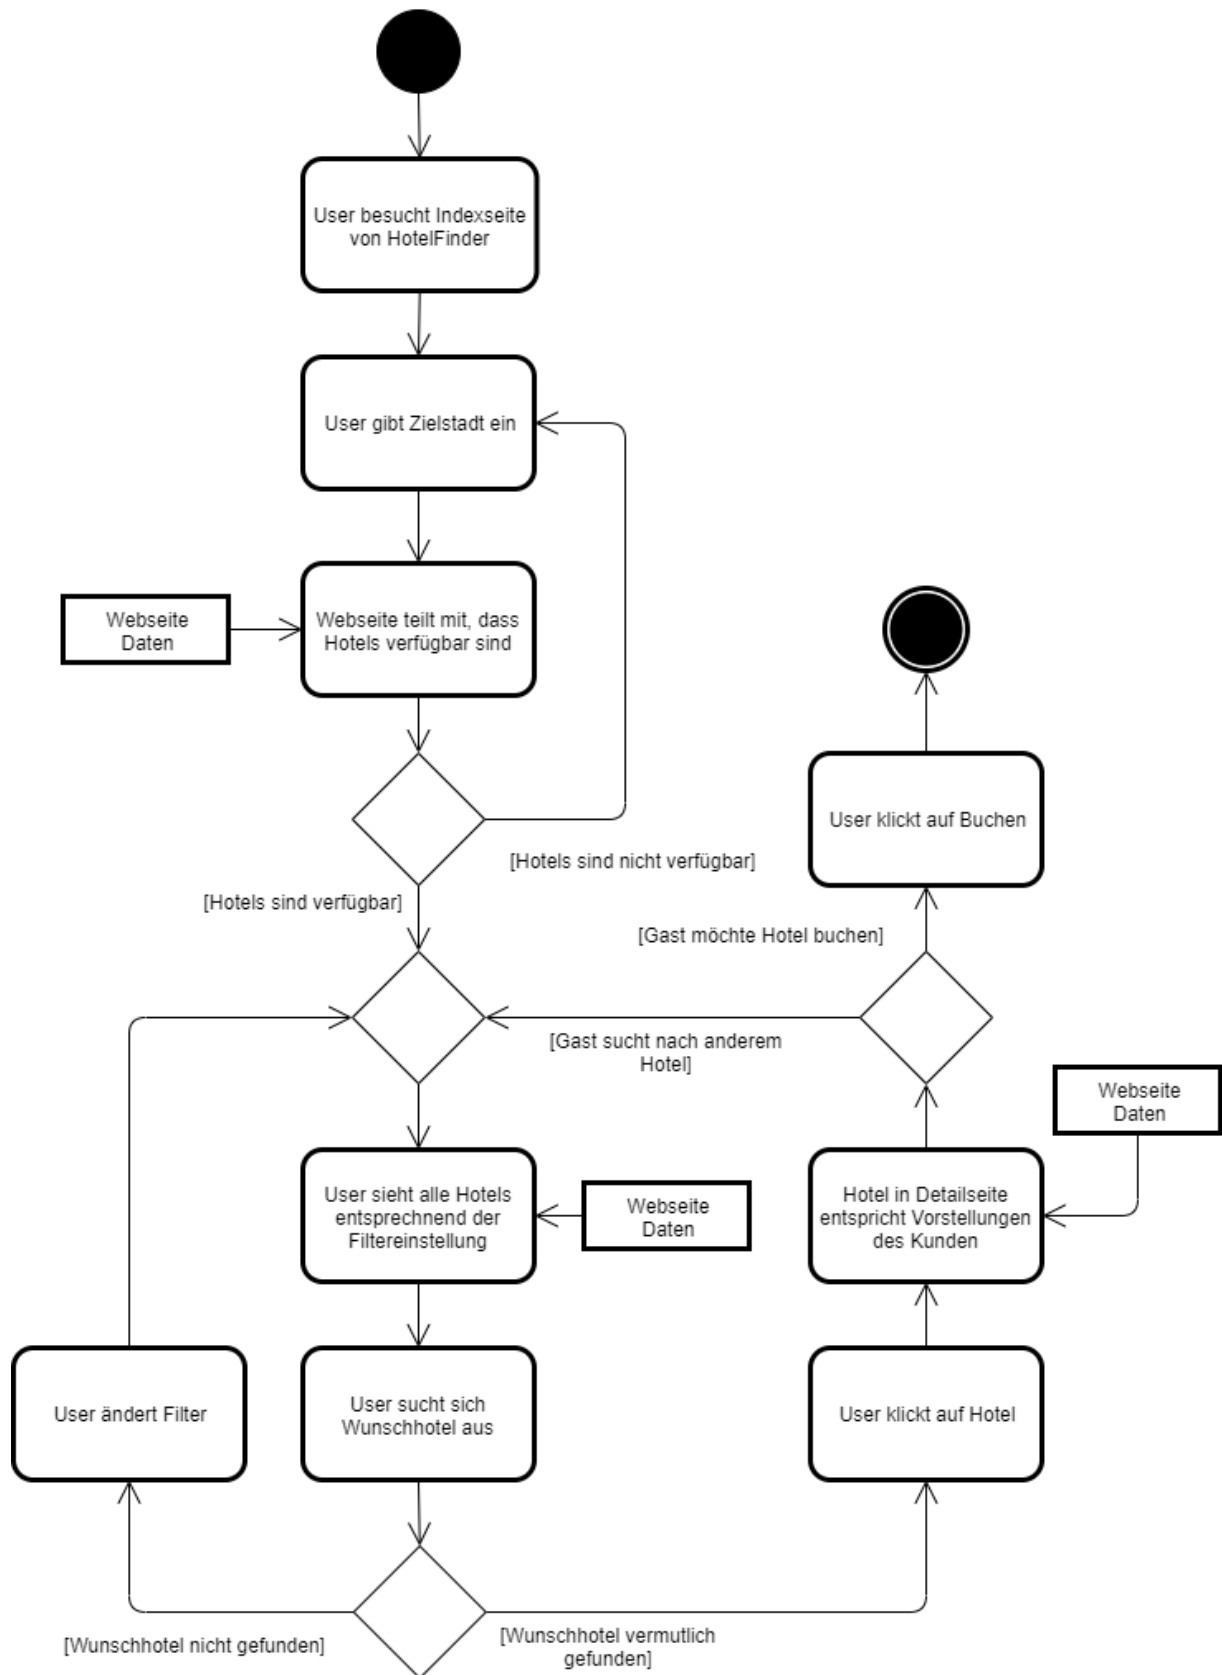 User besucht Indexseite
von HotelFinder
User gibt Zielstadt ein
Webseite
Daten
Webseite teilt mit, dass
Hotels verfügbar sind
User klickt auf Buchen
[Hotels sind nicht verfügbar]
[Hotels sind verfügbar]
[Gast möchte Hotel buchen]
[Gast sucht nach anderem
Hotel]
Webseite
Daten
User sieht alle Hotels
entsprechnend der
Filtereinstellung
Webseite
Daten
Hotel in Detailseite
entspricht Vorstellungen
des Kunden
User ändert Filter
User sucht sich
Wunschhotel aus
User klickt auf Hotel
[Wunschhotel nicht gefunden]
[Wunschhotel vermutlich
gefunden]